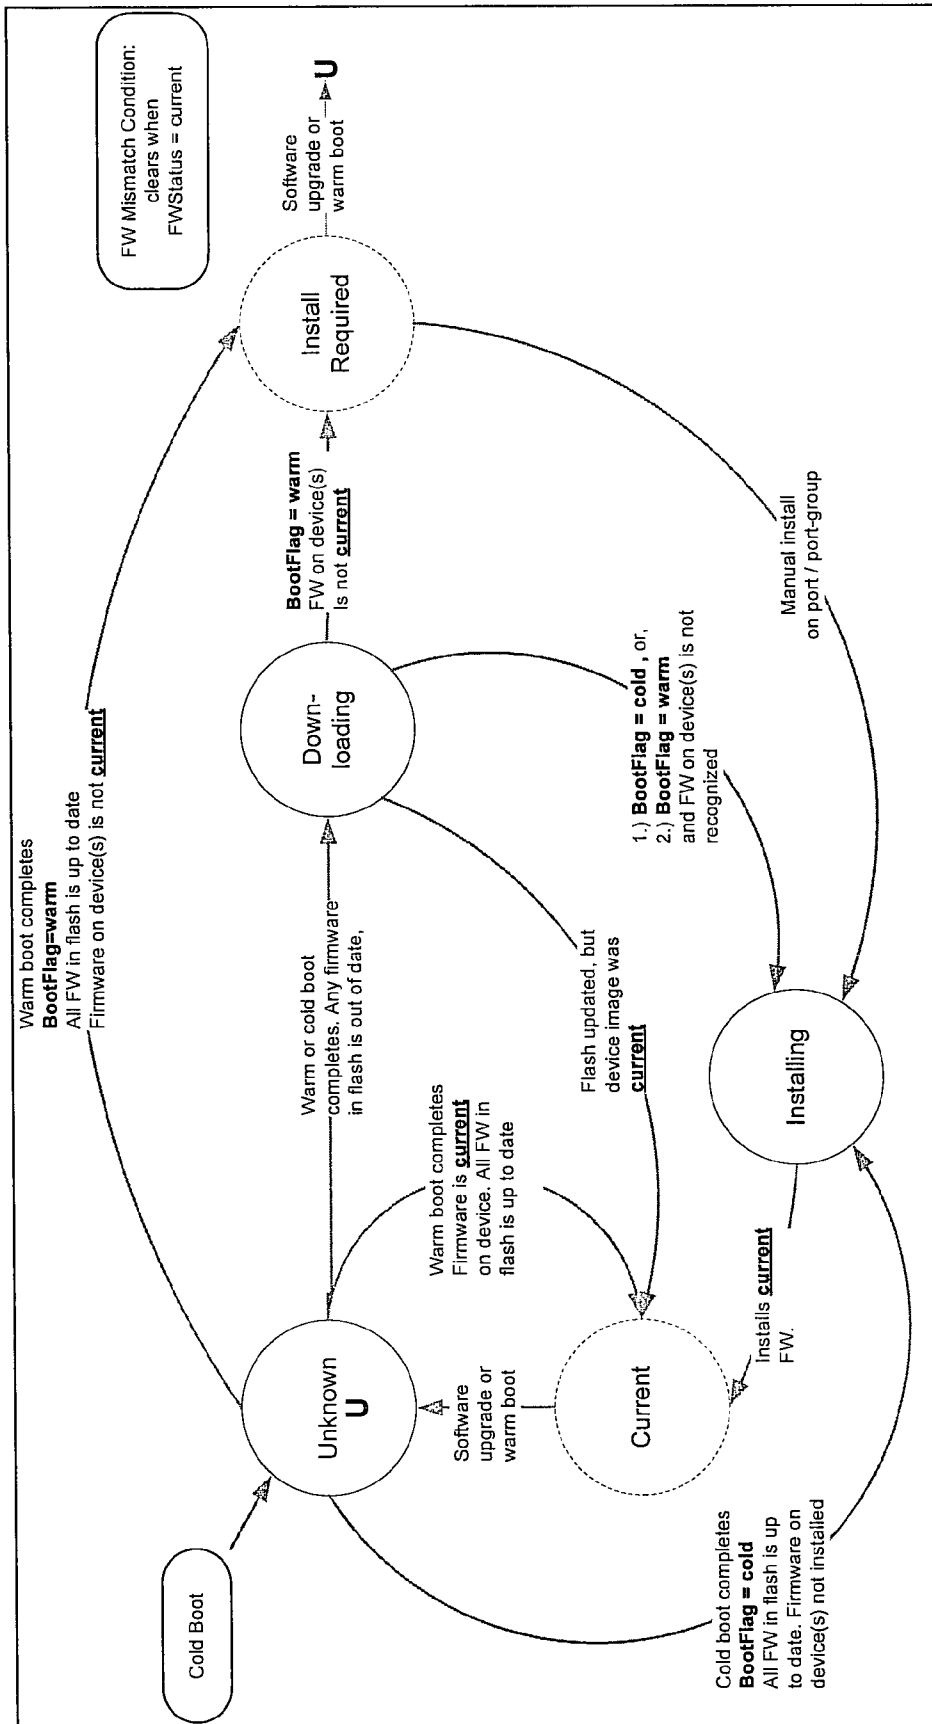 Cold Boot
Unknown
U
Warm boot completes
BootFlag=warm
All FW in flash is up to date
Firmware on device(s) is not current
Warm or cold boot
completes. Any firmware
in flash is out of date,
Down-
loading
BootFlag = warm
FW on device(s)
Is not current
Install
Required
Software
upgrade or
warm boot
U
FW Mismatch Condition:
clears when
FWStatus = current
Warm boot completes
Firmware is current
on device. All FW in
flash is up to date
Software
upgrade or
warm boot
Current
Flash updated, but
device image was
current
1.) BootFlag = cold , or,
2.) BootFlag = warm
and FW on device(s) is not
recognized
Manual install
on port / port-group
Installing
Installs current
FW.
Cold boot completes
BootFlag = cold
All FW in flash is up
to date. Firmware on
device(s) not installed